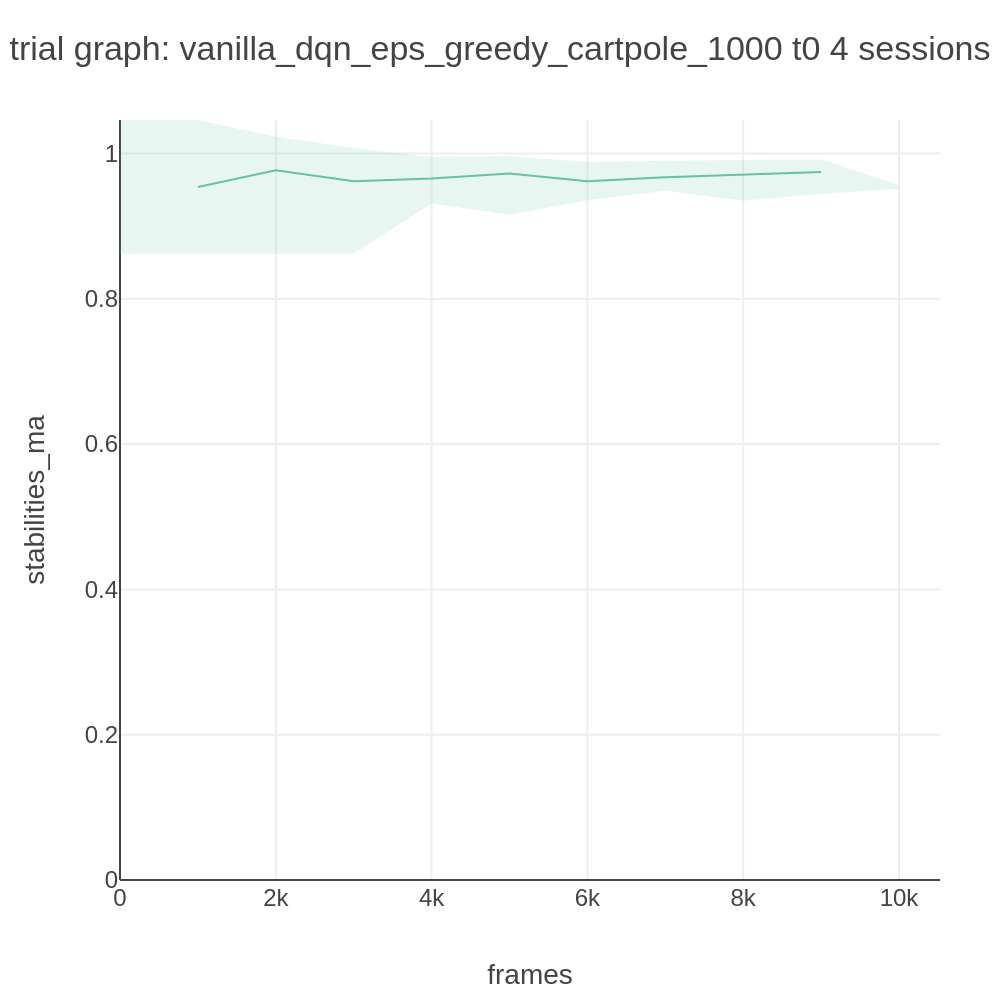 trial graph: vanilla_dqn_eps_greedy_cartpole_1000 t0 4 sessions
1
0.8
0.6
0.4
0.2
0
stabilities_ma
0 2k 4k 6k 8k 10k
frames